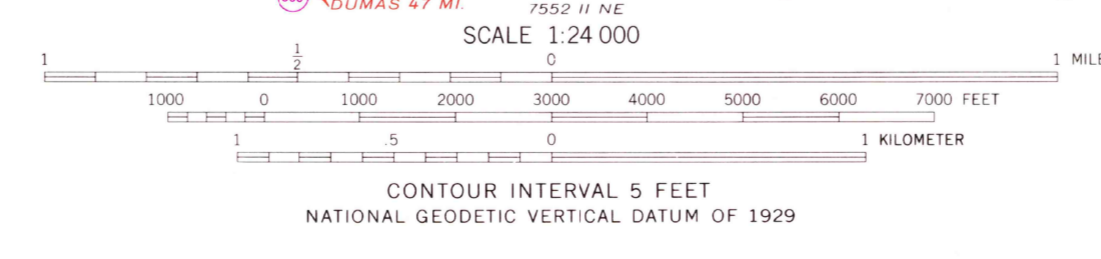 DUMAS 47 MI.
7552 II NE
SCALE 1:24 000
1 1/2 0 1 MILE
1000 0 1000 2000 3000 4000 5000 6000 7000 FEET
1 .5 0 1 KILOMETER
CONTOUR INTERVAL 5 FEET
NATIONAL GEODETIC VERTICAL DATUM OF 1929